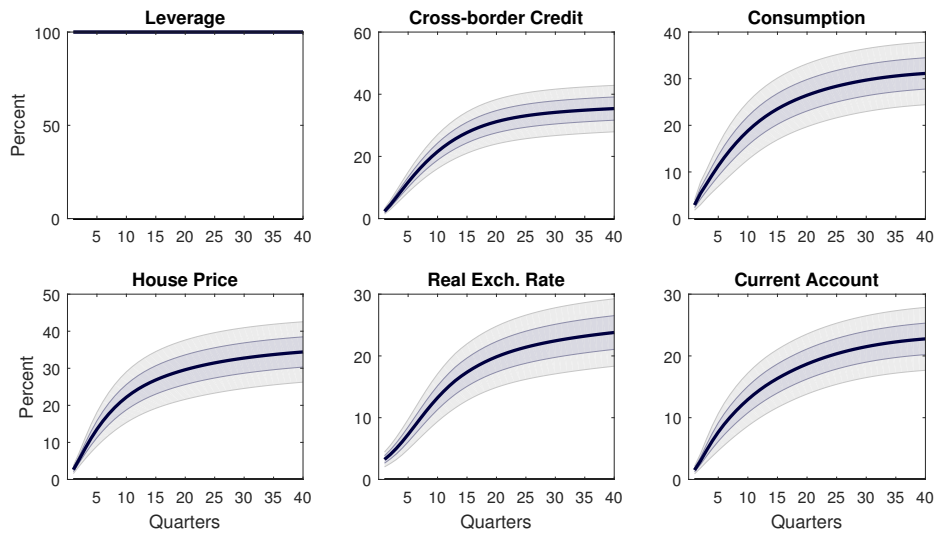 Leverage
Cross-border Credit
Consumption
Percent
100
50
0
5 10 15 20 25 30 35 40
60
40
20
0
5 10 15 20 25 30 35 40
40
30
20
10
0
5 10 15 20 25 30 35 40
House Price
Real Exch. Rate
Current Account
Percent
50
40
30
20
10
0
5 10 15 20 25 30 35 40
Quarters
30
20
10
0
5 10 15 20 25 30 35 40
Quarters
30
20
10
0
5 10 15 20 25 30 35 40
Quarters